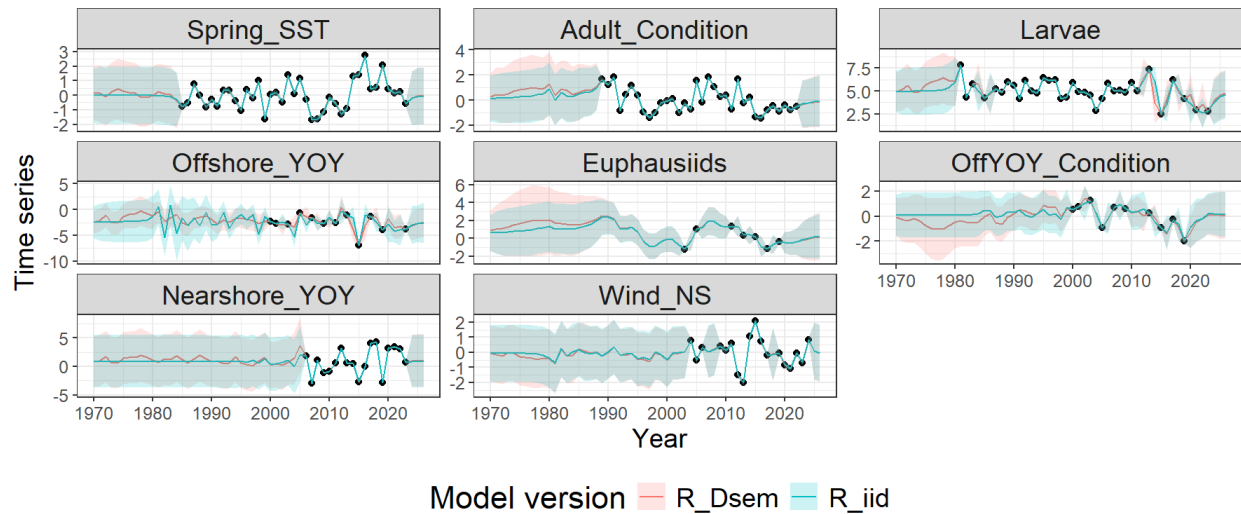 Spring_SST
Adult_Condition
Larvae
3
2
1
0
-1
-2
4
2
0
-2
7.5
5.0
2.5
Offshore_YOY
Euphausiids
OffYOY_Condition
5
0
-5
-10
6
4
2
0
-2
2
0
-2
1970 1980 1990 2000 2010 2020
Nearshore_YOY
Wind_NS
5
0
-5
2
1
0
-1
-2
1970 1980 1990 2000 2010 2020
1970 1980 1990 2000 2010 2020
Time series
Year
Model version R_Dsem R_iid